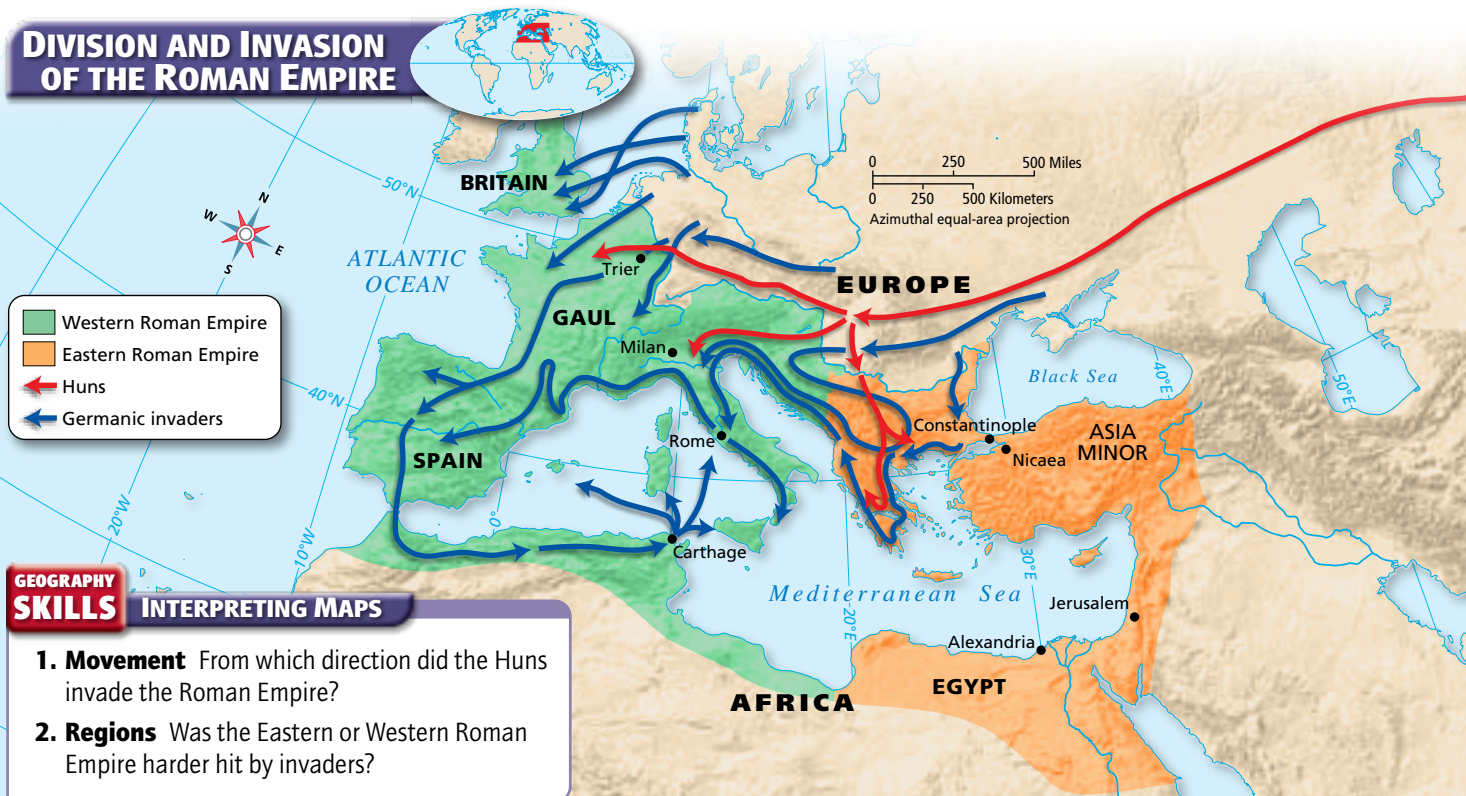 DIVISION AND INVASION
OF THE ROMAN EMPIRE
0 250 500 Miles
0 250 500 Kilometers
Azimuthal equal-area projection
N
W
E
S
50°N
40°N
20°W
10°W
0°
20°E
30°E
40°E
50°E
BRITAIN
ATLANTIC
OCEAN
Trier
EUROPE
GAUL
Milan
Black Sea
Western Roman Empire
Eastern Roman Empire
Huns
Germanic invaders
Rome
Constantinople
Nicaea
ASIA
MINOR
SPAIN
Carthage
Mediterranean Sea
Jerusalem
Alexandria
AFRICA
EGYPT
GEOGRAPHY
SKILLS
INTERPRETING MAPS
1. Movement From which direction did the Huns
invade the Roman Empire?
2. Regions Was the Eastern or Western Roman
Empire harder hit by invaders?